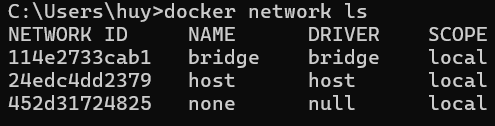 C:\Users\huy>docker network ls
NETWORK ID     NAME      DRIVER    SCOPE
114e2733cab1   bridge    bridge    local
24edc4dd2379   host      host      local
452d31724825   none      null      local